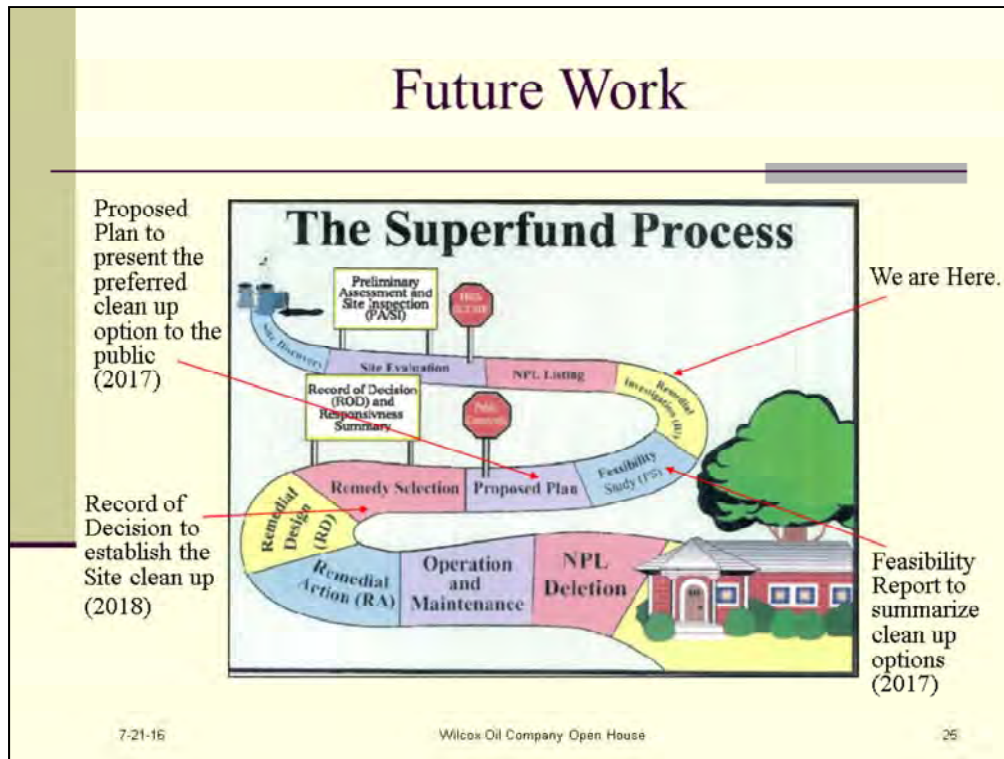 Future Work
Proposed
Plan to
present the
preferred
clean up
option to the
public
(2017)
The Superfund Process
We are Here.
Preliminary
Assessment and
Site Inspection
(PA/SI)
Site Discovery
Site Evaluation
NPL Listing
Remedial
Investigation (RI)
Record of Decision
(ROD) and
Responsivness
Summary
Public
Feasibility
Study (FS)
Proposed Plan
Remedy Selection
Remedial
Design
(RD)
Record of
Decision to
establish the
Site clean up
(2018)
Remedial
Action (RA)
Operation
and
Maintenance
NPL
Deletion
Feasibility
Report to
summarize
clean up
options
(2017)
7-21-16
Wilcox Oil Company Open House
25